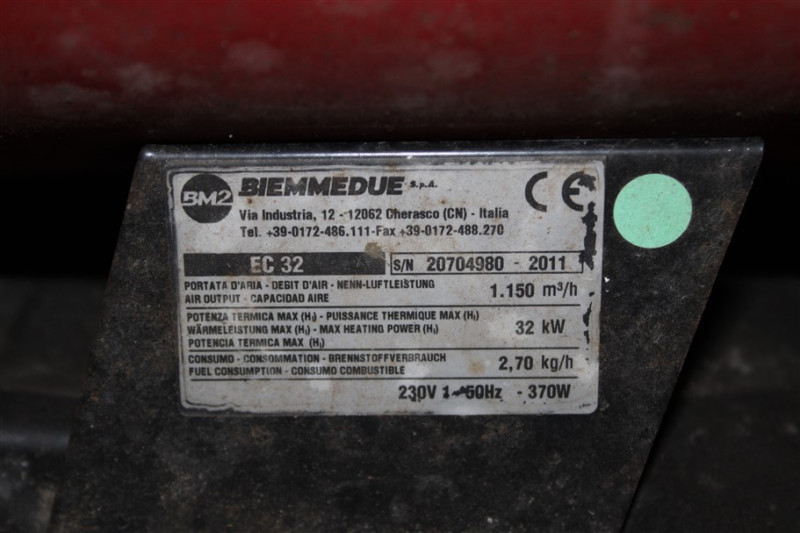 BM2 BIEMMEDUE S.p.A. CE
Via Industria, 12 - 12062 Cherasco (CN) - Italia
Tel. +39-0172-486.111-Fax +39-0172-488.270
EC 32 S/N 20704980 - 2011
PORTATA D'ARIA - DEBIT D'AIR - NENN-LUFTLEISTUNG
AIR OUTPUT - CAPACIDAD AIRE
1.150 m³/h
POTENZA TERMICA MAX (Hᵢ) - PUISSANCE THERMIQUE MAX (Hᵢ)
WÄRMELEISTUNG MAX (Hᵢ) - MAX HEATING POWER (Hᵢ)
POTENCIA TERMICA MAX (Hᵢ)
32 kW
CONSUMO - CONSOMMATION - BRENNSTOFFVERBRAUCH
FUEL CONSUMPTION - CONSUMO COMBUSTIBLE
2,70 kg/h
230V 1~50Hz - 370W